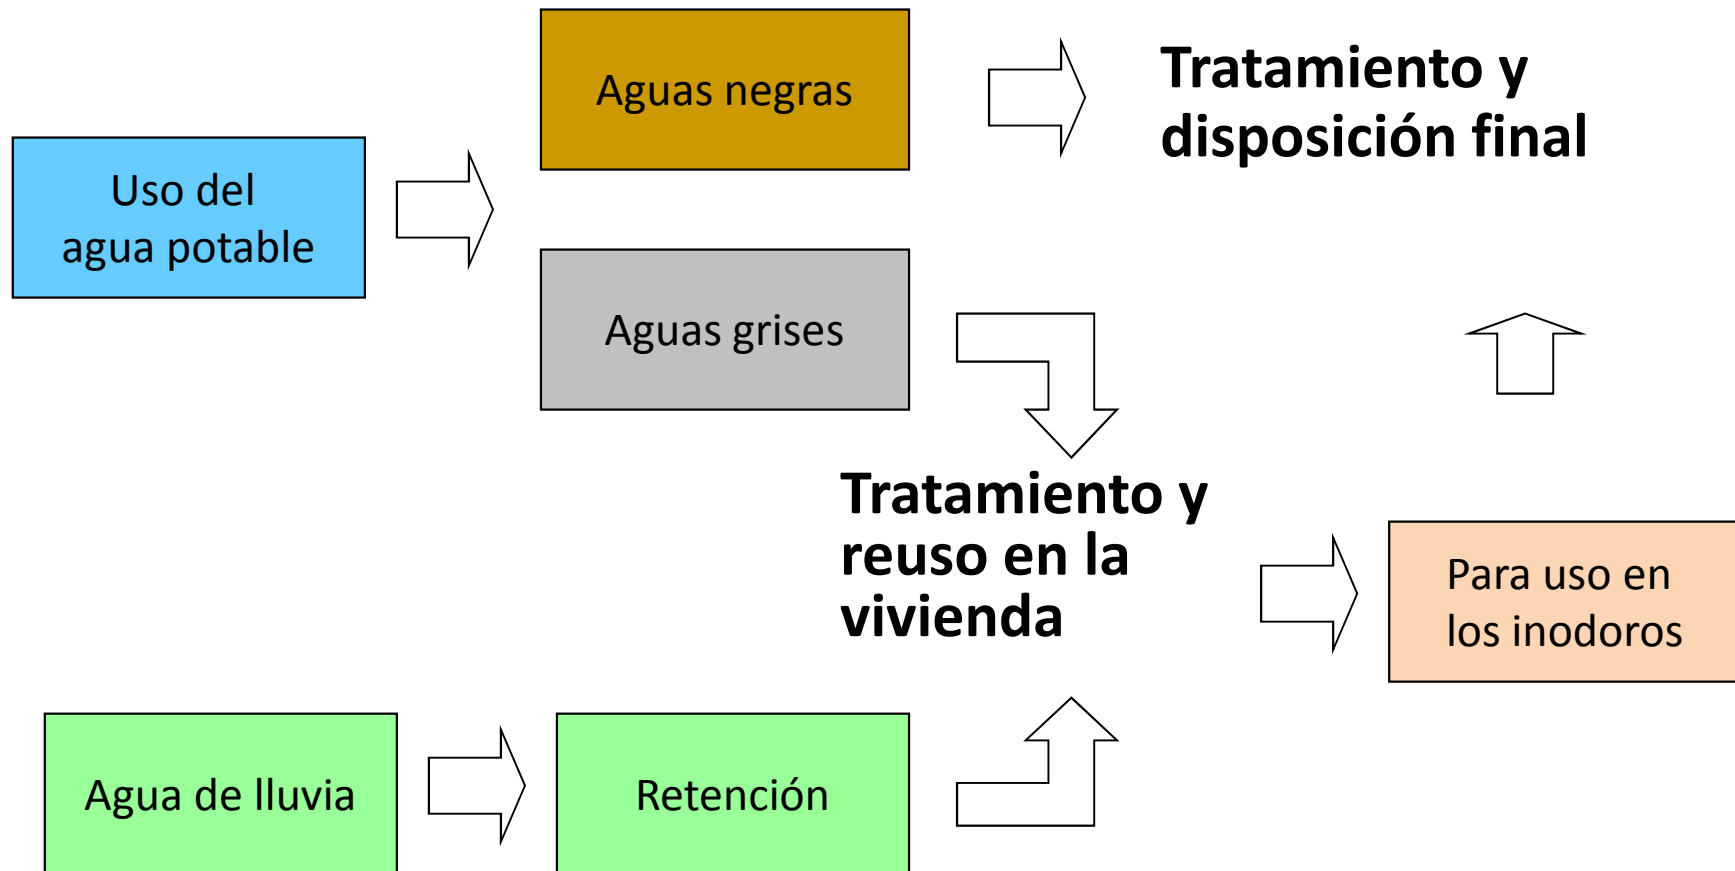 Aguas negras
Tratamiento y
disposición final
Uso del
agua potable
Aguas grises
Tratamiento y
reuso en la
vivienda
Para uso en
los inodoros
Agua de lluvia
Retención